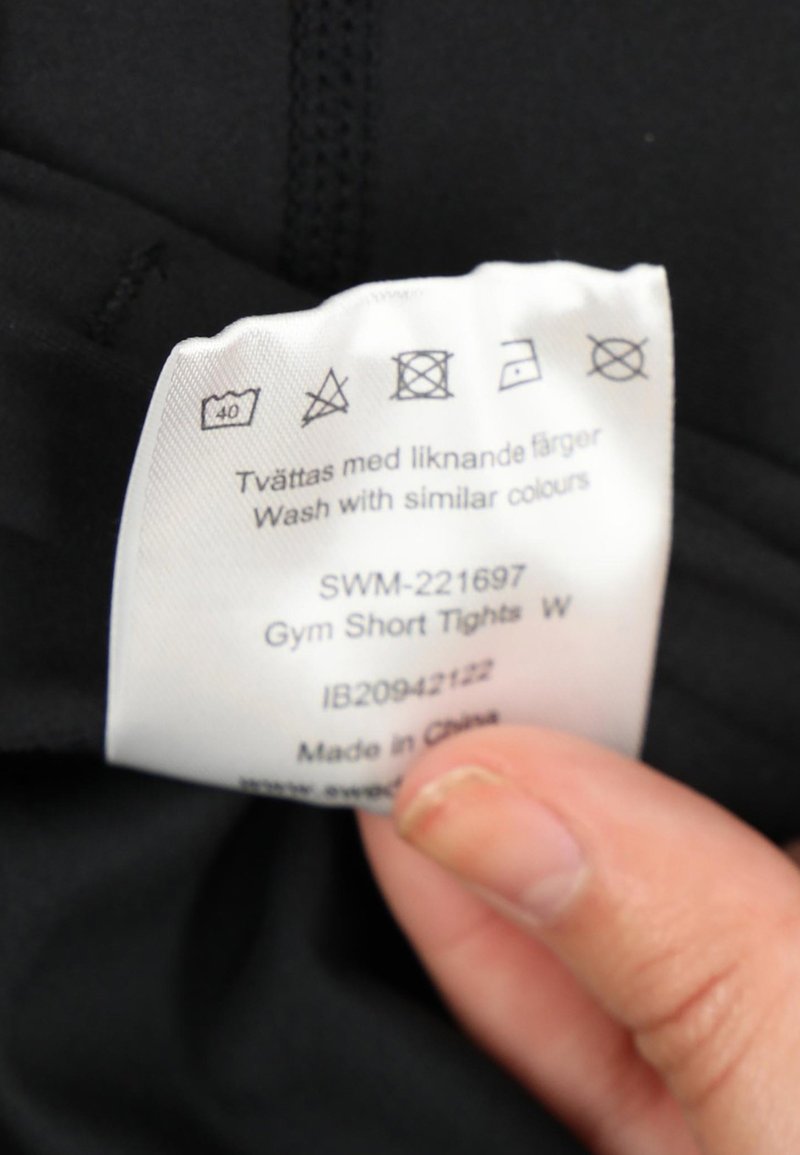 40
Tvättas med liknande färger
Wash with similar colours
SWM-221697
Gym Short Tights W
IB20942122
Made in China